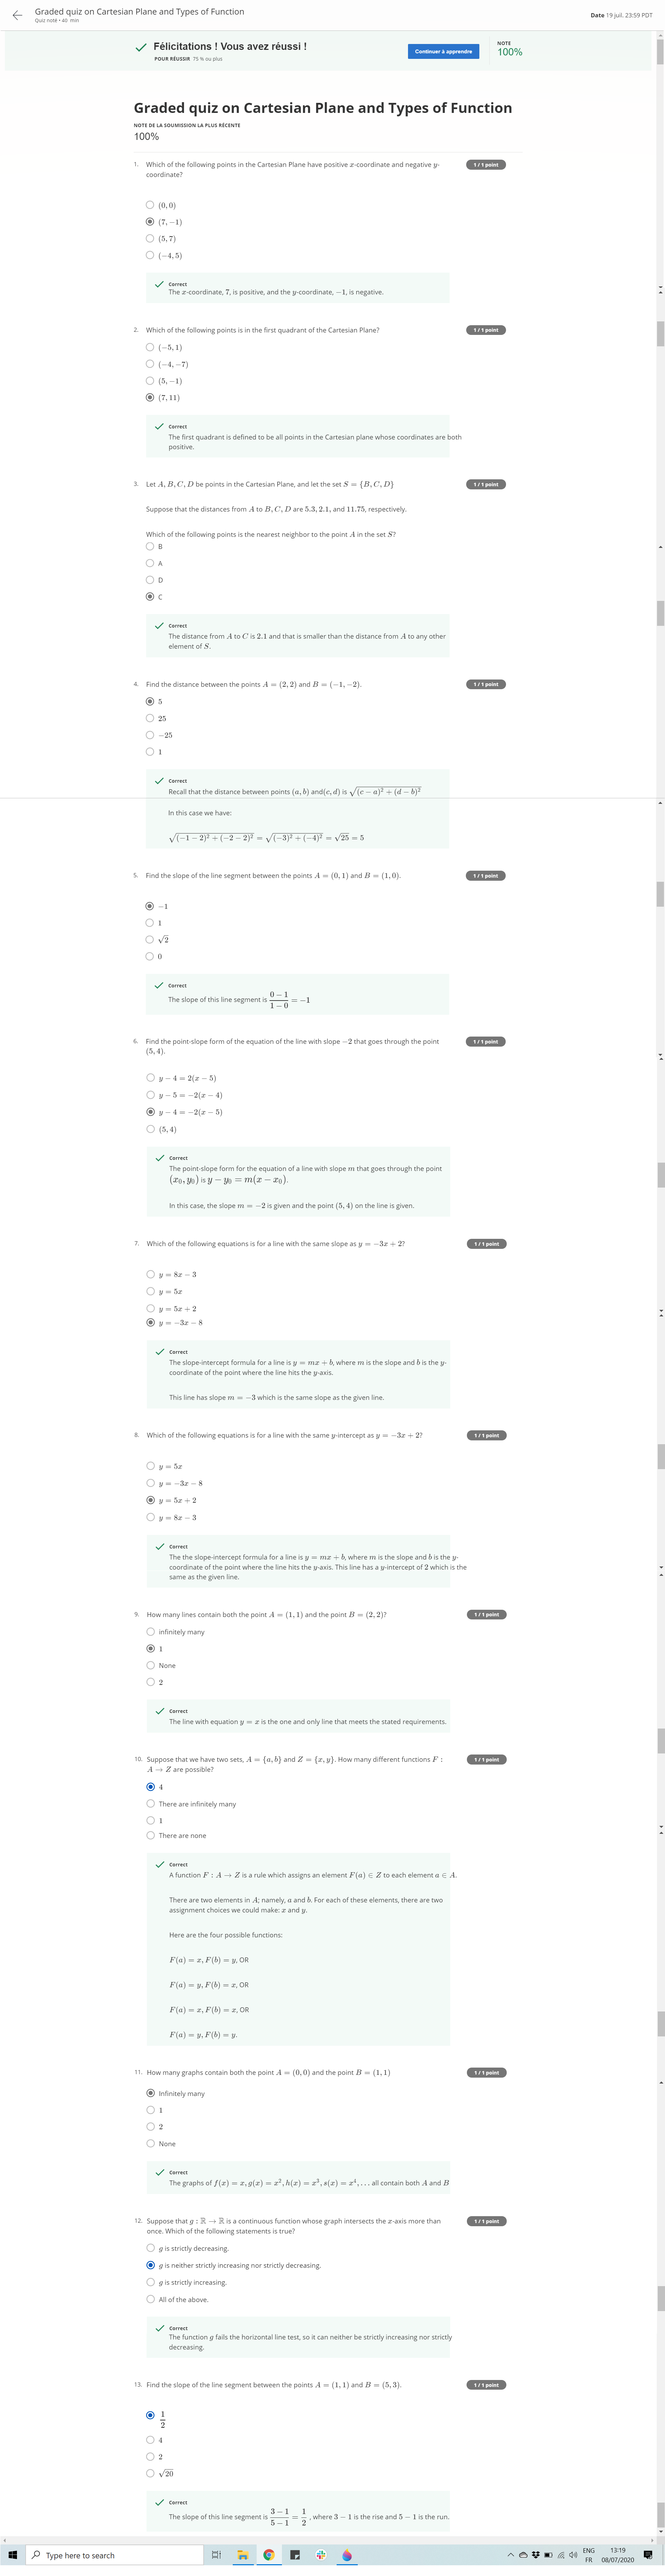 Graded quiz on Cartesian Plane and Types of Function
Quiz noté • 40 min
Date 19 juil. 23:59 PDT
Félicitations ! Vous avez réussi !
POUR RÉUSSIR 75 % ou plus
Continuer à apprendre
NOTE
100%
Graded quiz on Cartesian Plane and Types of Function
NOTE DE LA SOUMISSION LA PLUS RÉCENTE
100%
1. Which of the following points in the Cartesian Plane have positive x-coordinate and negative y-
coordinate?
1 / 1 point
(0, 0)
(7, −1)
(5, 7)
(−4, 5)
Correct
The x-coordinate, 7, is positive, and the y-coordinate, −1, is negative.
2. Which of the following points is in the first quadrant of the Cartesian Plane?
1 / 1 point
(−5, 1)
(−4, −7)
(5, −1)
(7, 11)
Correct
The first quadrant is defined to be all points in the Cartesian plane whose coordinates are both
positive.
3. Let A, B, C, D be points in the Cartesian Plane, and let the set S = {B, C, D}
1 / 1 point
Suppose that the distances from A to B, C, D are 5.3, 2.1, and 11.75, respectively.
Which of the following points is the nearest neighbor to the point A in the set S?
B
A
D
C
Correct
The distance from A to C is 2.1 and that is smaller than the distance from A to any other
element of S.
4. Find the distance between the points A = (2, 2) and B = (−1, −2).
1 / 1 point
5
25
−25
1
Correct
Recall that the distance between points (a, b) and(c, d) is √(c − a)² + (d − b)²
In this case we have:
√(−1 − 2)² + (−2 − 2)² = √(−3)² + (−4)² = √25 = 5
5. Find the slope of the line segment between the points A = (0, 1) and B = (1, 0).
1 / 1 point
−1
1
√2
0
Correct
The slope of this line segment is (0 − 1)/(1 − 0) = −1
6. Find the point-slope form of the equation of the line with slope −2 that goes through the point
(5, 4).
1 / 1 point
y − 4 = 2(x − 5)
y − 5 = −2(x − 4)
y − 4 = −2(x − 5)
(5, 4)
Correct
The point-slope form for the equation of a line with slope m that goes through the point
(x₀, y₀) is y − y₀ = m(x − x₀).
In this case, the slope m = −2 is given and the point (5, 4) on the line is given.
7. Which of the following equations is for a line with the same slope as y = −3x + 2?
1 / 1 point
y = 8x − 3
y = 5x
y = 5x + 2
y = −3x − 8
Correct
The slope-intercept formula for a line is y = mx + b, where m is the slope and b is the y-
coordinate of the point where the line hits the y-axis.
This line has slope m = −3 which is the same slope as the given line.
8. Which of the following equations is for a line with the same y-intercept as y = −3x + 2?
1 / 1 point
y = 5x
y = −3x − 8
y = 5x + 2
y = 8x − 3
Correct
The the slope-intercept formula for a line is y = mx + b, where m is the slope and b is the y-
coordinate of the point where the line hits the y-axis. This line has a y-intercept of 2 which is the
same as the given line.
9. How many lines contain both the point A = (1, 1) and the point B = (2, 2)?
1 / 1 point
infinitely many
1
None
2
Correct
The line with equation y = x is the one and only line that meets the stated requirements.
10. Suppose that we have two sets, A = {a, b} and Z = {x, y}. How many different functions F :
A → Z are possible?
1 / 1 point
4
There are infinitely many
1
There are none
Correct
A function F : A → Z is a rule which assigns an element F(a) ∈ Z to each element a ∈ A.
There are two elements in A; namely, a and b. For each of these elements, there are two
assignment choices we could make: x and y.
Here are the four possible functions:
F(a) = x, F(b) = y, OR
F(a) = y, F(b) = x, OR
F(a) = x, F(b) = x, OR
F(a) = y, F(b) = y.
11. How many graphs contain both the point A = (0, 0) and the point B = (1, 1)
1 / 1 point
Infinitely many
1
2
None
Correct
The graphs of f(x) = x, g(x) = x², h(x) = x³, s(x) = x⁴, . . . all contain both A and B
12. Suppose that g : ℝ → ℝ is a continuous function whose graph intersects the x-axis more than
once. Which of the following statements is true?
1 / 1 point
g is strictly decreasing.
g is neither strictly increasing nor strictly decreasing.
g is strictly increasing.
All of the above.
Correct
The function g fails the horizontal line test, so it can neither be strictly increasing nor strictly
decreasing.
13. Find the slope of the line segment between the points A = (1, 1) and B = (5, 3).
1 / 1 point
1/2
4
2
√20
Correct
The slope of this line segment is (3 − 1)/(5 − 1) = 1/2 , where 3 − 1 is the rise and 5 − 1 is the run.
Type here to search
ENG
FR
13:19
08/07/2020